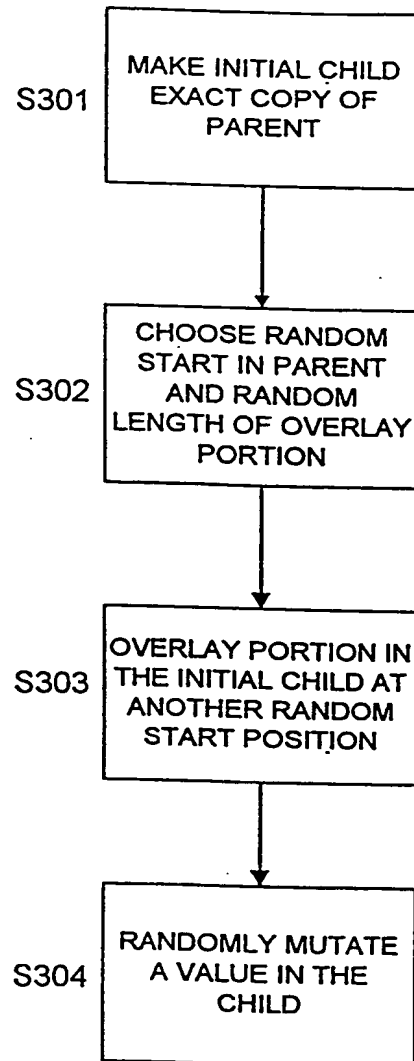 S301
MAKE INITIAL CHILD
EXACT COPY OF
PARENT
S302
CHOOSE RANDOM
START IN PARENT
AND RANDOM
LENGTH OF OVERLAY
PORTION
S303
OVERLAY PORTION IN
THE INITIAL CHILD AT
ANOTHER RANDOM
START POSITION
S304
RANDOMLY MUTATE
A VALUE IN THE
CHILD